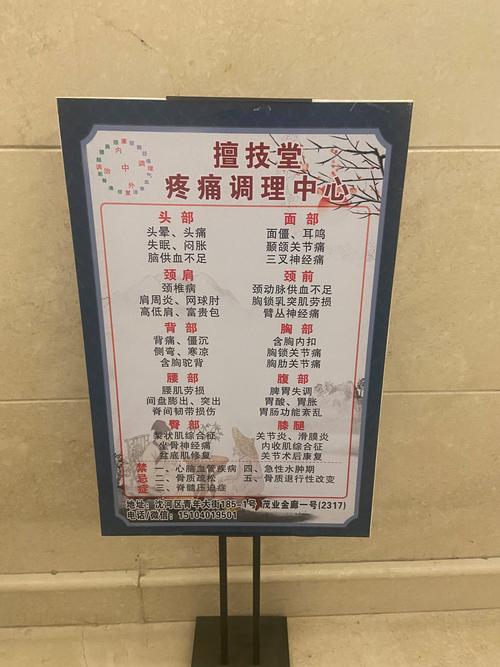 擅技堂
疼痛调理中心
头部
头晕、头痛
失眠、闷胀
脑供血不足
面部
面僵、耳鸣
颞颌关节痛
三叉神经痛
颈肩
颈椎病
肩周炎、网球肘
高低肩、富贵包
颈前
颈动脉供血不足
胸锁乳突肌劳损
臂丛神经痛
背部
背痛、僵沉
侧弯、寒凉
含胸驼背
胸部
含胸内扣
胸锁关节痛
胸肋关节痛
腰部
腰肌劳损
间盘膨出、突出
脊间韧带损伤
腹部
脾胃失调
胃酸、胃胀
胃肠功能紊乱
臀部
梨状肌综合征
坐骨神经痛
盆底肌修复
膝腿
关节炎、滑膜炎
内收肌综合征
关节术后康复
禁忌症
一、心脑血管疾病
二、骨质疏松
三、脊髓压迫症
四、急性水肿期
五、骨质退行性改变
地址：沈河区青年大街185-1号 茂业金廊一号(2317)
电话/微信：15104019501